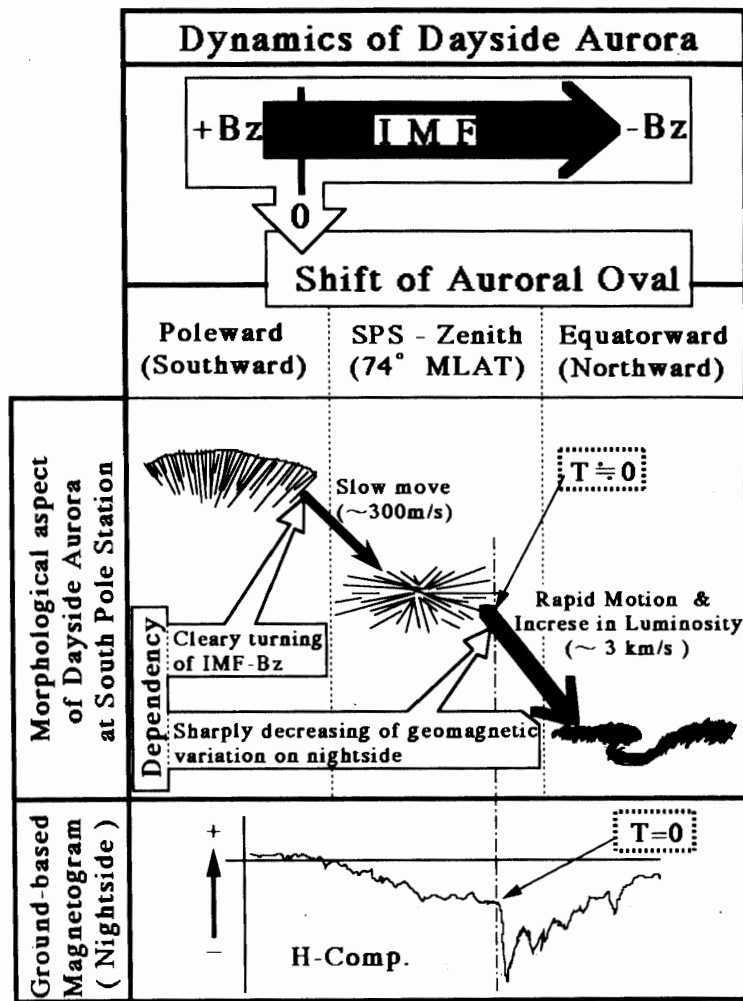 Dynamics of Dayside Aurora
+Bz IMF -Bz
0
Shift of Auroral Oval
Poleward
(Southward)
SPS - Zenith
(74° MLAT)
Equatorward
(Northward)
Morphological aspect
of Dayside Aurora
at South Pole Station
T≒0
Slow move
(~300m/s)
Rapid Motion &
Increse in Luminosity
(~ 3 km/s )
Dependency
Cleary turning
of IMF-Bz
Sharply decreasing of geomagnetic
variation on nightside
Ground-based
Magnetogram
( Nightside )
+
−
T=0
H-Comp.